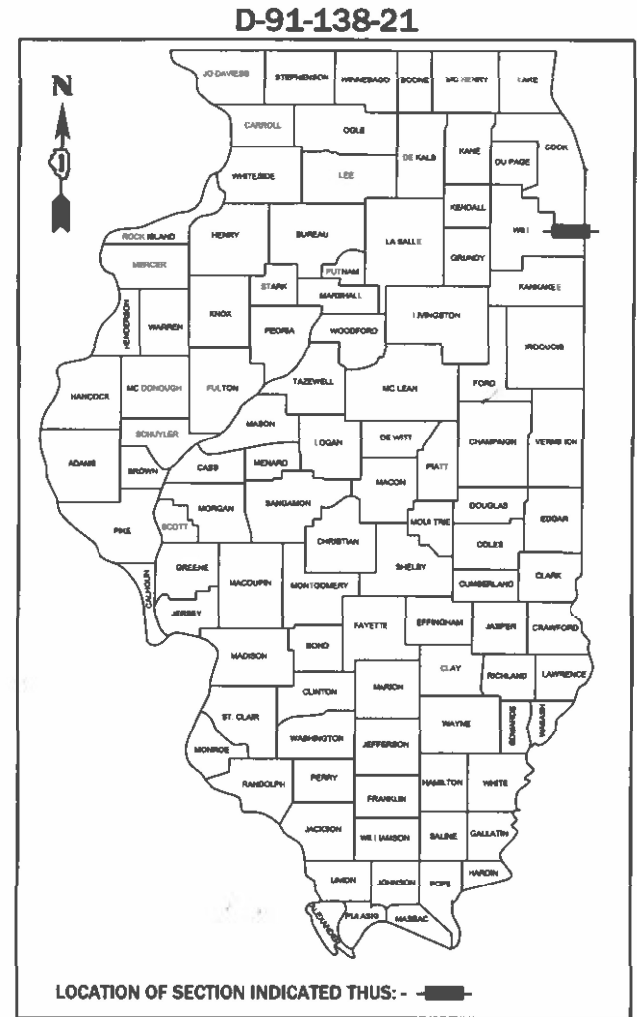 D-91-138-21
N
JO DAVIESS STEPHENSON WINNEBAGO BOONE MC HENRY LAKE
CARROLL OGLE DE KALB KANE COOK
DU PAGE
WHITESIDE LEE
KENDALL
ROCK ISLAND HENRY BUREAU LA SALLE WILL
MERCER PUTNAM GRUNDY
STARK MARSHALL KANKAKEE
HENDERSON WARREN KNOX PEORIA WOODFORD LIVINGSTON IROQUOIS
HANCOCK MC DONOUGH FULTON TAZEWELL MC LEAN FORD
SCHUYLER MASON
LOGAN DE WITT CHAMPAIGN VERMILION
ADAMS BROWN CASS MENARD PIATT
MACON
PIKE SCOTT MORGAN SANGAMON MOULTRIE DOUGLAS EDGAR
CHRISTIAN COLES
GREENE SHELBY
CALHOUN MACOUPIN MONTGOMERY CUMBERLAND CLARK
JERSEY
FAYETTE EFFINGHAM JASPER CRAWFORD
MADISON BOND
CLAY RICHLAND LAWRENCE
CLINTON MARION
ST. CLAIR WAYNE EDWARDS WABASH
WASHINGTON JEFFERSON
MONROE
RANDOLPH PERRY HAMILTON WHITE
FRANKLIN
JACKSON WILLIAMSON SALINE GALLATIN
UNION JOHNSON POPE HARDIN
ALEXANDER PULASKI MASSAC
LOCATION OF SECTION INDICATED THUS: -